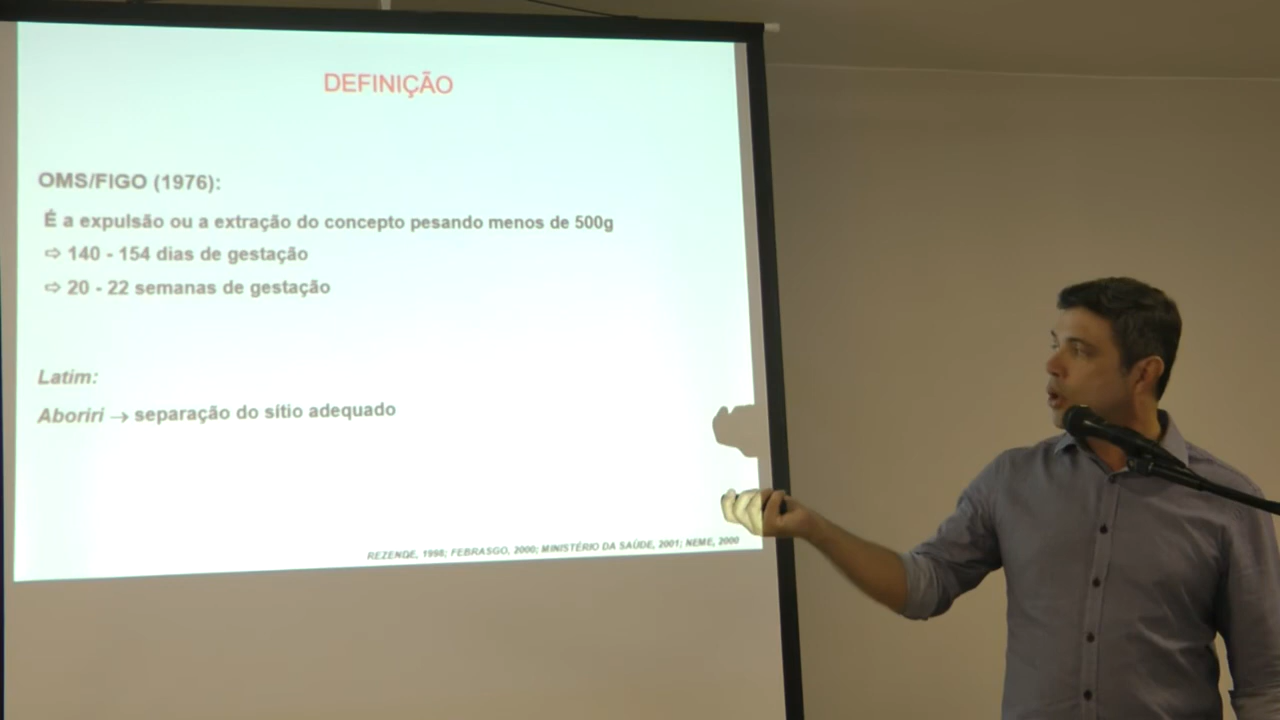 DEFINIÇÃO
OMS/FIGO (1976):
É a expulsão ou a extração do concepto pesando menos de 500g
⇨ 140 - 154 dias de gestação
⇨ 20 - 22 semanas de gestação
Latim:
Aboriri → separação do sítio adequado
REZENDE, 1998; FEBRASGO, 2000; MINISTÉRIO DA SAÚDE, 2001; NEME, 2000